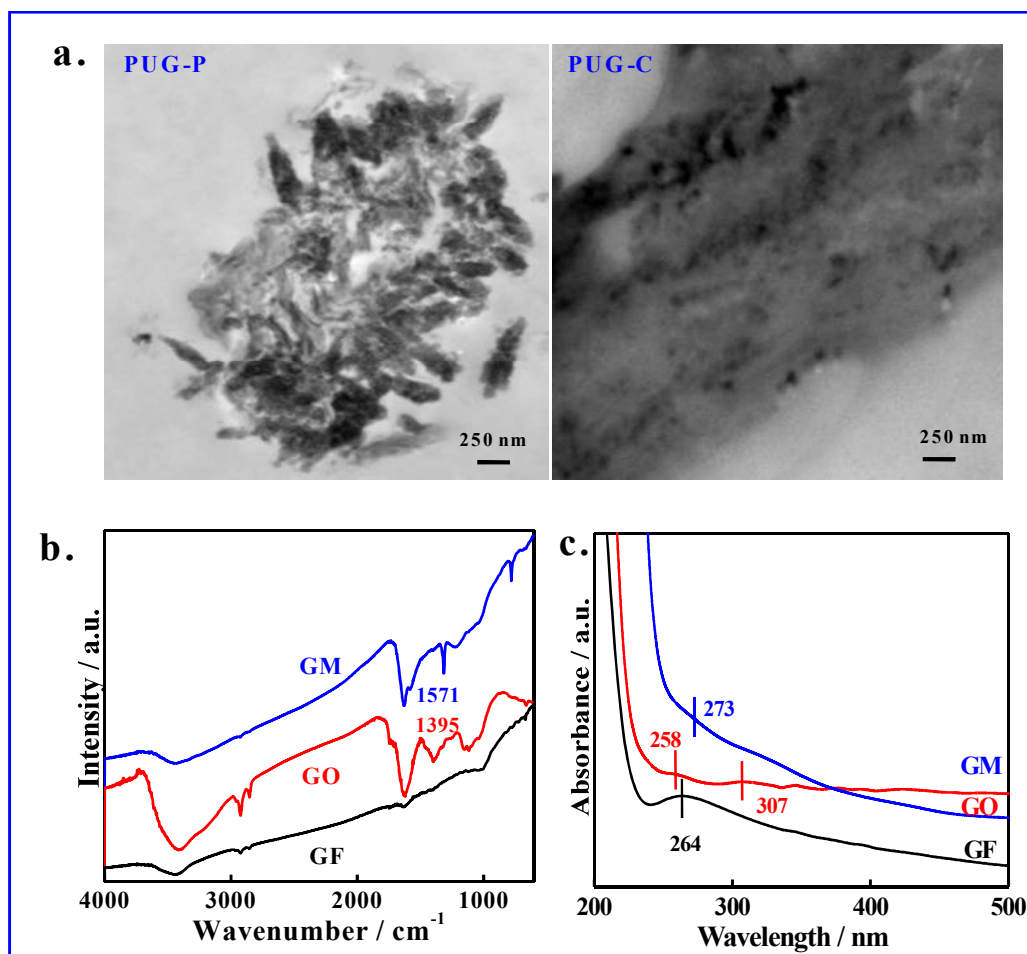 a.
PUG-P
PUG-C
250 nm
250 nm
b.
Intensity / a.u.
GM
1571
1395
GO
GF
4000
3000
2000
1000
Wavenumber / cm⁻¹
c.
Absorbance / a.u.
273
258
307
264
GM
GO
GF
200
300
400
500
Wavelength / nm